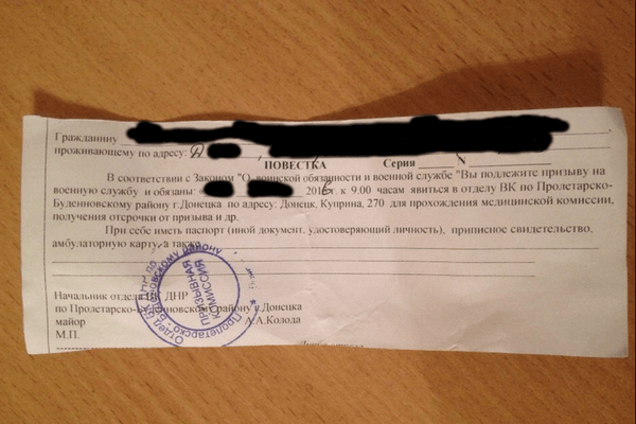 Гражданину
проживающему по адресу: Д
ПОВЕСТКА Серия N
В соответствии с Законом "О воинской обязанности и военной службе "Вы подлежите призыву на
военную службу и обязаны: 2016г. к 9.00 часам явиться в отделу ВК по Пролетарско-
Буденновскому району г.Донецка по адресу: Донецк, Куприна, 270 для прохождения медицинской комиссии,
получения отсрочки от призыва и др.
При себе иметь паспорт (иной документ, удостоверяющий личность), приписное свидетельство,
амбулаторную карту, а также
Начальник отдела ВК ДНР
по Пролетарско-Буденновскому району г.Донецка
майор А.А.Колода
М.П.
ПРИЗЫВНАЯ
КОМИССИЯ